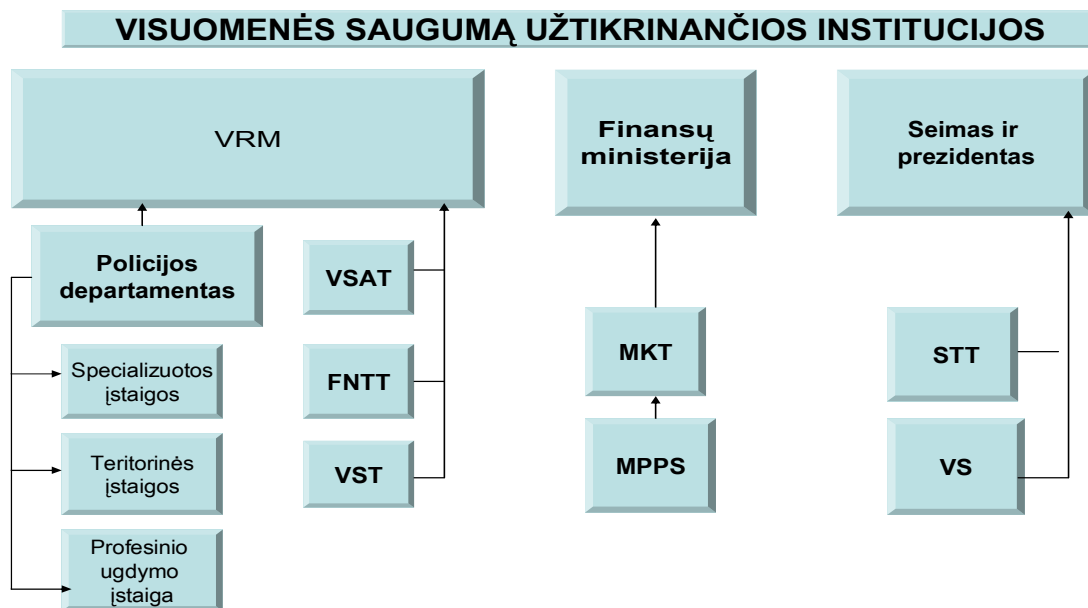 VISUOMENĖS SAUGUMĄ UŽTIKRINANČIOS INSTITUCIJOS
VRM
Finansų
ministerija
Seimas ir
prezidentas
Policijos
departamentas
VSAT
Specializuotos
įstaigos
FNTT
MKT
STT
Teritorinės
įstaigos
VST
MPPS
VS
Profesinio
ugdymo
įstaiga